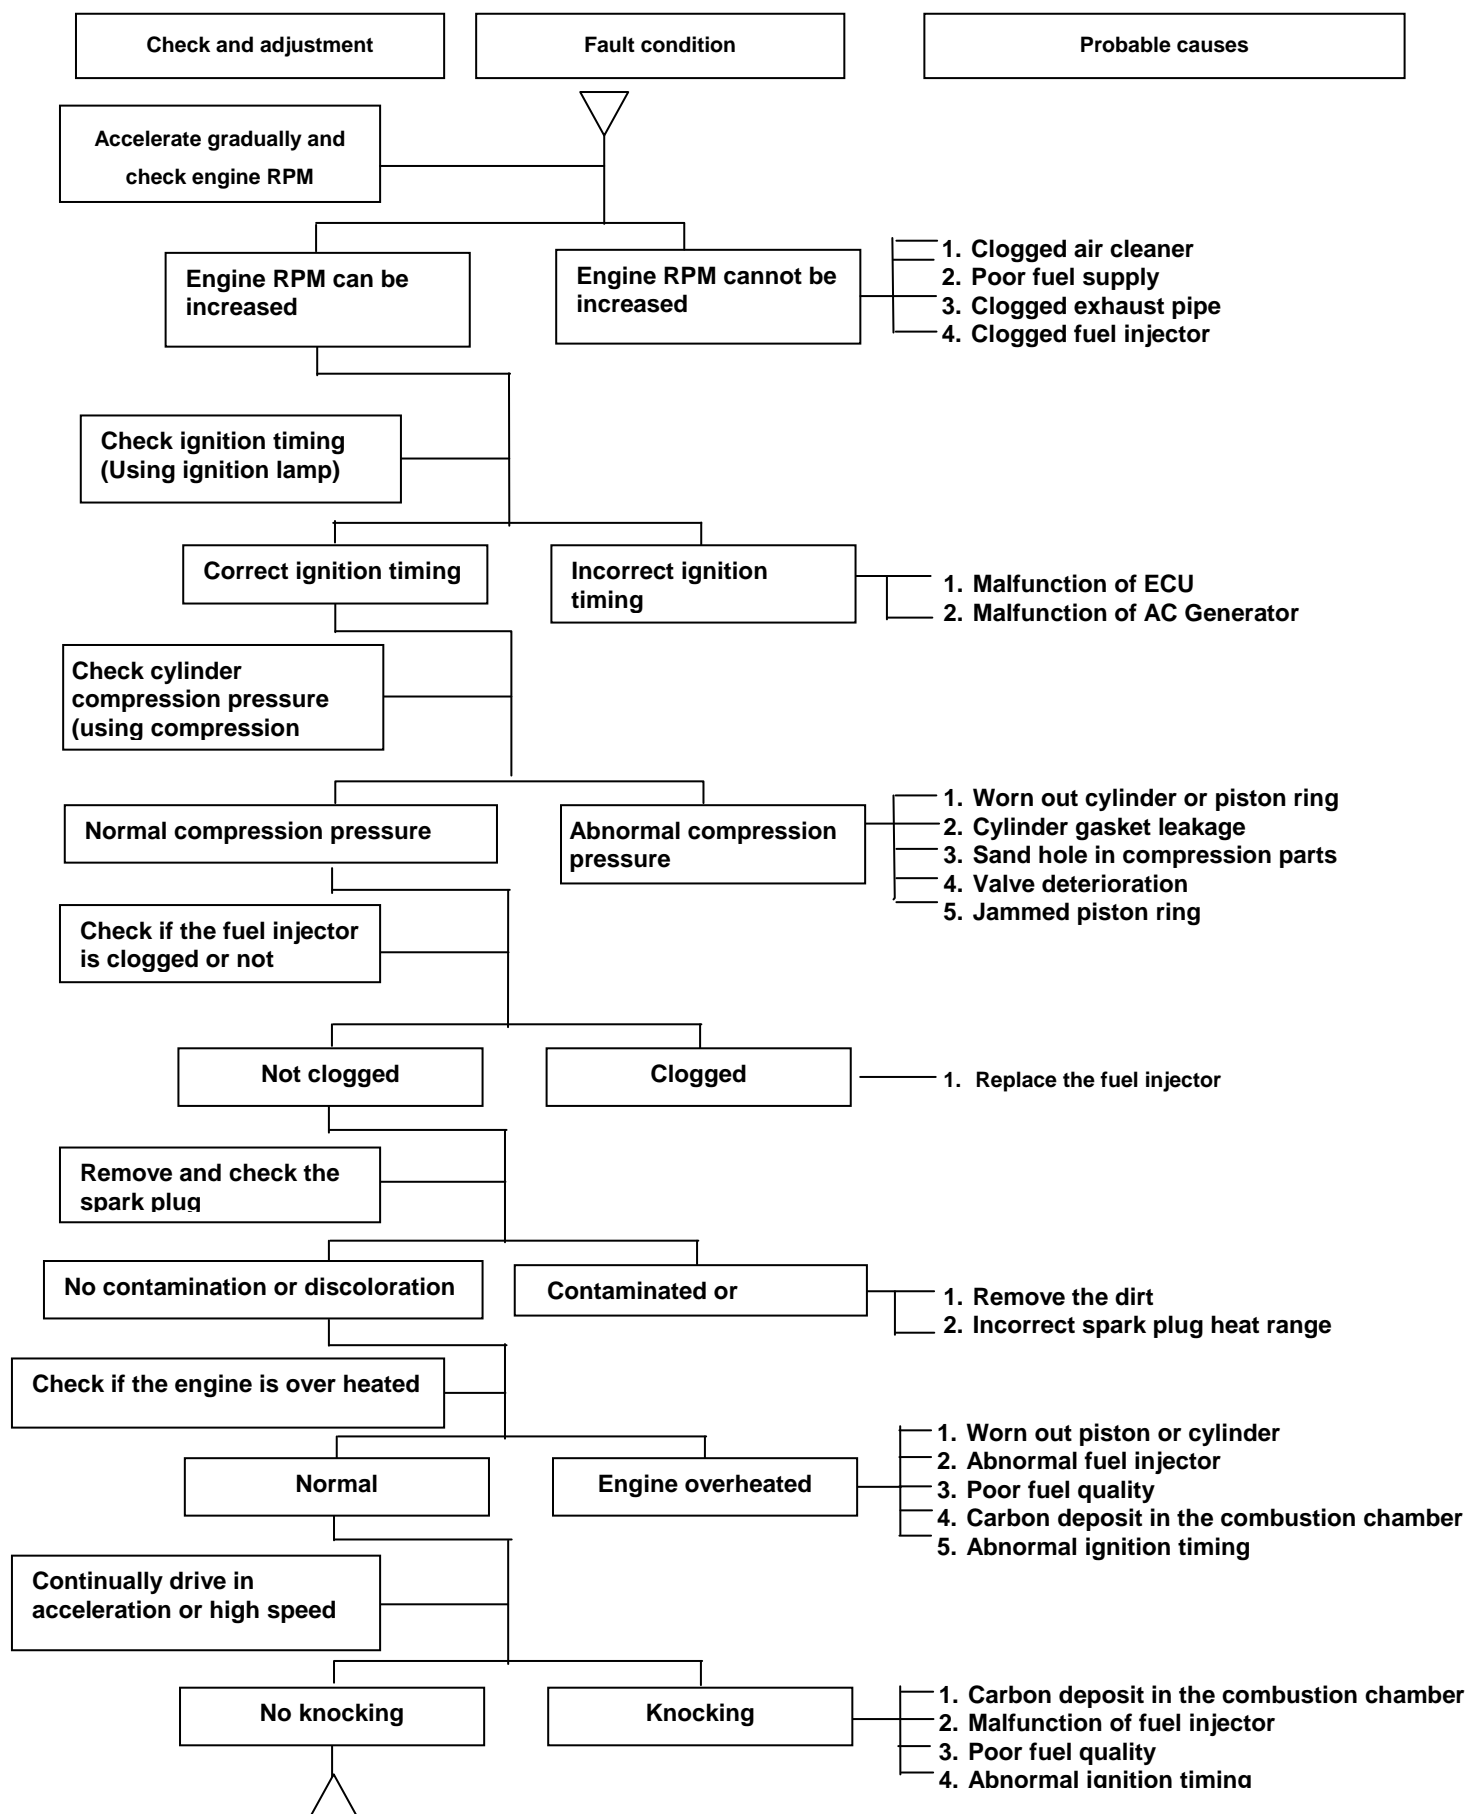 Check and adjustment
Fault condition
Probable causes
Accelerate gradually and
check engine RPM
Engine RPM can be
increased
Engine RPM cannot be
increased
1. Clogged air cleaner
2. Poor fuel supply
3. Clogged exhaust pipe
4. Clogged fuel injector
Check ignition timing
(Using ignition lamp)
Correct ignition timing
Incorrect ignition
timing
1. Malfunction of ECU
2. Malfunction of AC Generator
Check cylinder
compression pressure
(using compression
Normal compression pressure
Abnormal compression
pressure
1. Worn out cylinder or piston ring
2. Cylinder gasket leakage
3. Sand hole in compression parts
4. Valve deterioration
5. Jammed piston ring
Check if the fuel injector
is clogged or not
Not clogged
Clogged
1. Replace the fuel injector
Remove and check the
spark plug
No contamination or discoloration
Contaminated or
1. Remove the dirt
2. Incorrect spark plug heat range
Check if the engine is over heated
Normal
Engine overheated
1. Worn out piston or cylinder
2. Abnormal fuel injector
3. Poor fuel quality
4. Carbon deposit in the combustion chamber
5. Abnormal ignition timing
Continually drive in
acceleration or high speed
No knocking
Knocking
1. Carbon deposit in the combustion chamber
2. Malfunction of fuel injector
3. Poor fuel quality
4. Abnormal ignition timing